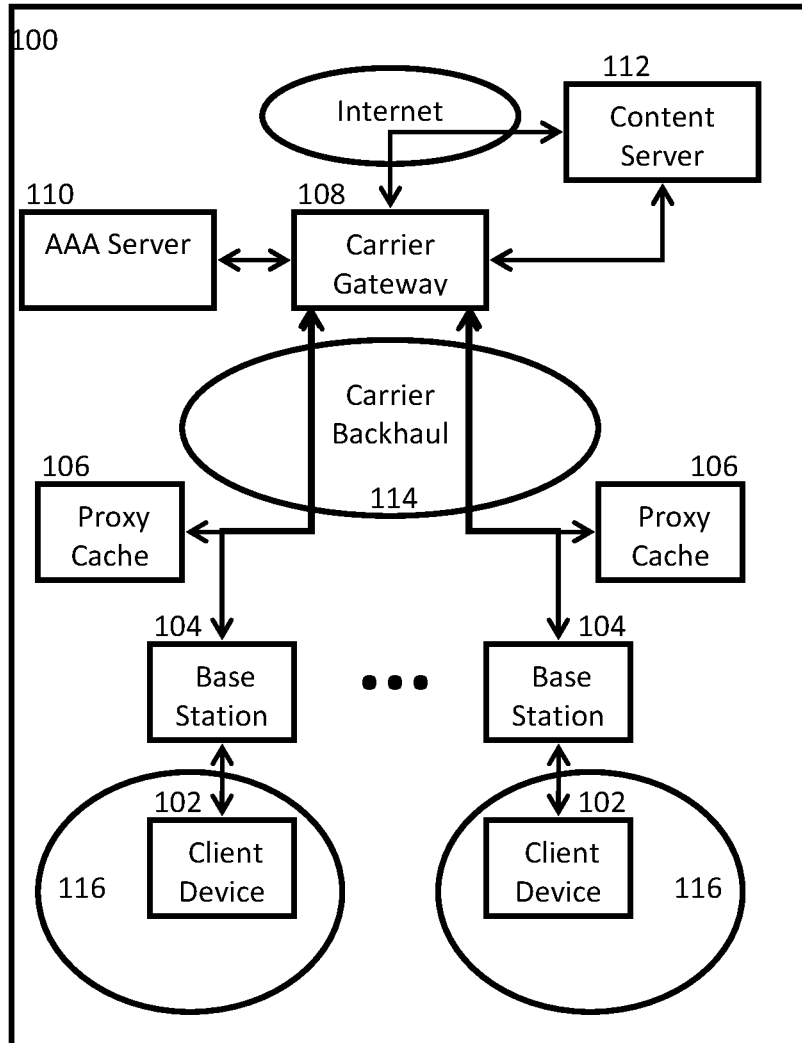 100
112
Internet
Content
Server
110
108
AAA Server
Carrier
Gateway
Carrier
Backhaul
106
106
114
Proxy
Cache
Proxy
Cache
104
104
Base
Station
Base
Station
102
102
Client
Device
Client
Device
116
116